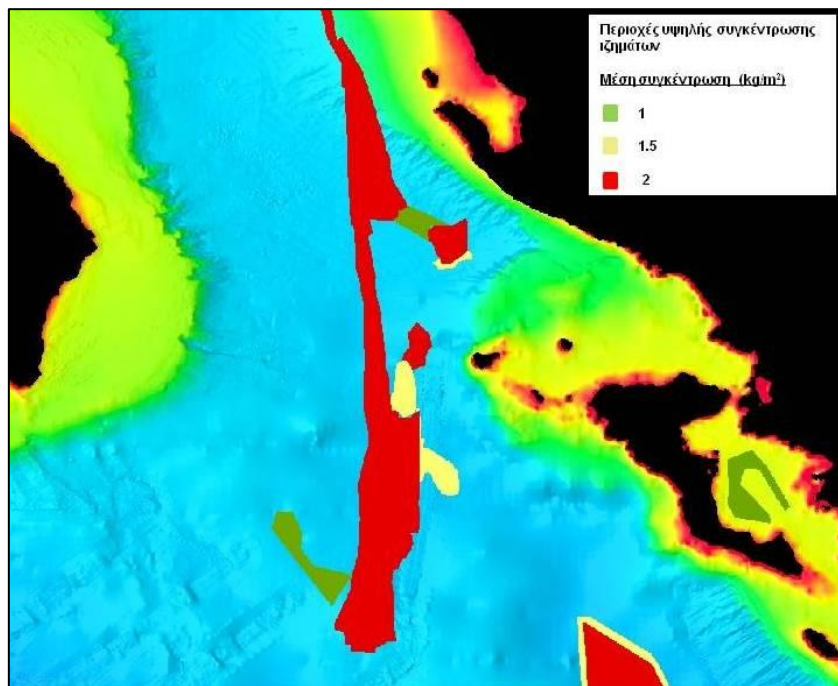 Περιοχές υψηλής συγκέντρωσης
ιζημάτων
Μέση συγκέντρωση (kg/m²)
1
1.5
2